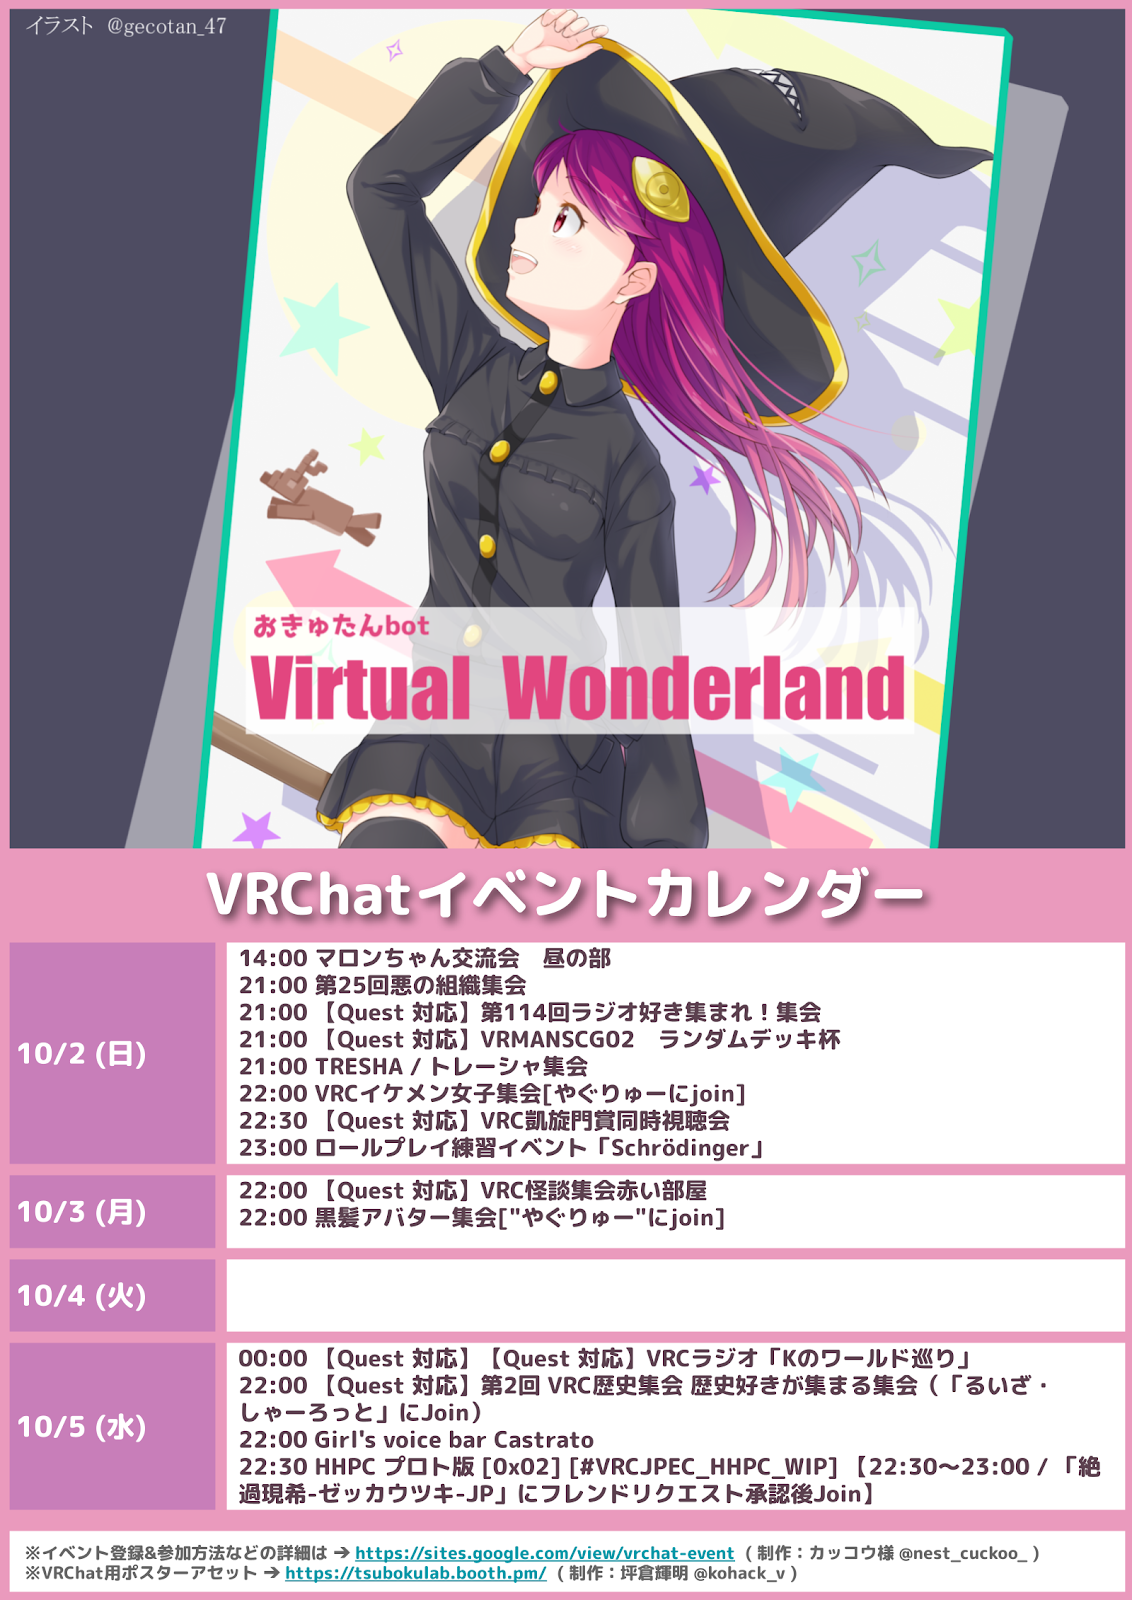 イラスト @gecotan_47
おきゅたんbot
Virtual Wonderland
VRChatイベントカレンダー
10/2 (日)
14:00 マロンちゃん交流会　昼の部
21:00 第25回悪の組織集会
21:00 【Quest 対応】第114回ラジオ好き集まれ！集会
21:00 【Quest 対応】VRMANSCG02　ランダムデッキ杯
21:00 TRESHA / トレーシャ集会
22:00 VRCイケメン女子集会[やぐりゅーにjoin]
22:30 【Quest 対応】VRC凱旋門賞同時視聴会
23:00 ロールプレイ練習イベント「Schrödinger」
10/3 (月)
22:00 【Quest 対応】VRC怪談集会赤い部屋
22:00 黒髪アバター集会["やぐりゅー"にjoin]
10/4 (火)
10/5 (水)
00:00 【Quest 対応】【Quest 対応】VRCラジオ「Kのワールド巡り」
22:00 【Quest 対応】第2回 VRC歴史集会 歴史好きが集まる集会（「るいざ・
しゃーろっと」にJoin）
22:00 Girl's voice bar Castrato
22:30 HHPC プロト版 [0x02] [#VRCJPEC_HHPC_WIP] 【22:30～23:00 / 「絶
過現希-ゼッカウツキ-JP」にフレンドリクエスト承認後Join】
※イベント登録&参加方法などの詳細は → https://sites.google.com/view/vrchat-event （ 制作：カッコウ様 @nest_cuckoo_ ）
※VRChat用ポスターアセット → https://tsubokulab.booth.pm/ （ 制作：坪倉輝明 @kohack_v ）